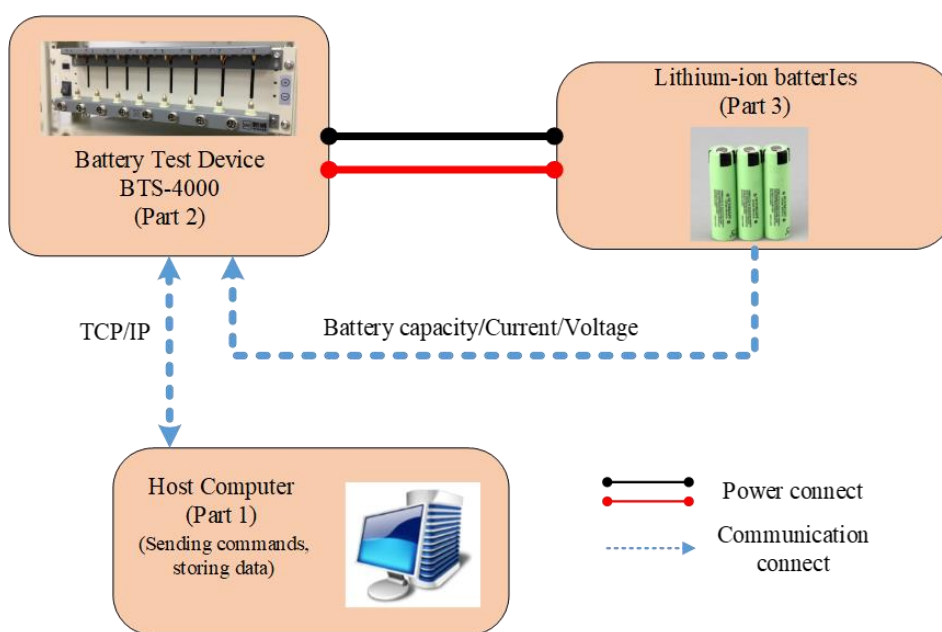 Battery Test Device
BTS-4000
(Part 2)
Lithium-ion batterIes
(Part 3)
TCP/IP
Battery capacity/Current/Voltage
Host Computer
(Part 1)
(Sending commands,
storing data)
Power connect
Communication
connect